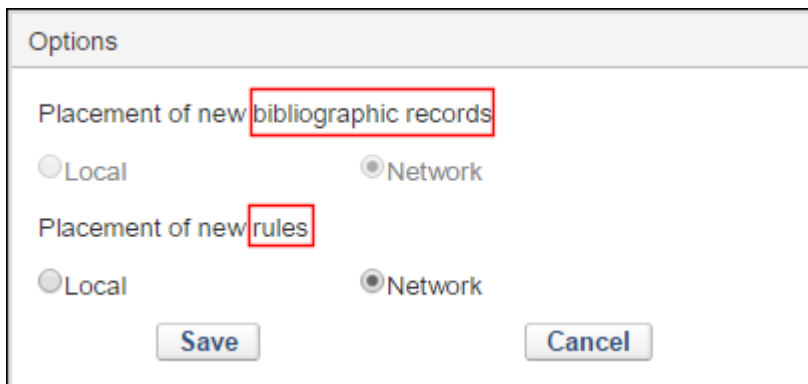 Options
Placement of new bibliographic records
Local Network
Placement of new rules
Local Network
Save Cancel